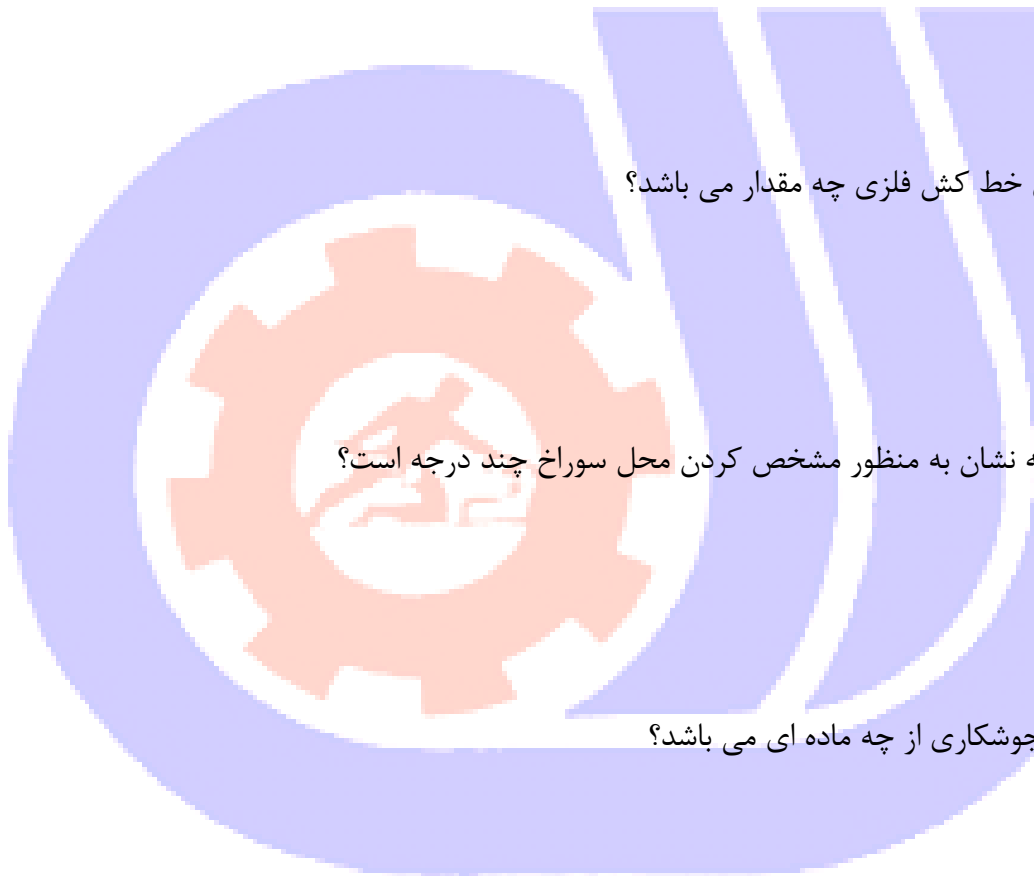 خط کش فلزی چه مقدار می باشد؟
نشان به منظور مشخص کردن محل سوراخ چند درجه است؟
جوشکاری از چه ماده ای می باشد؟